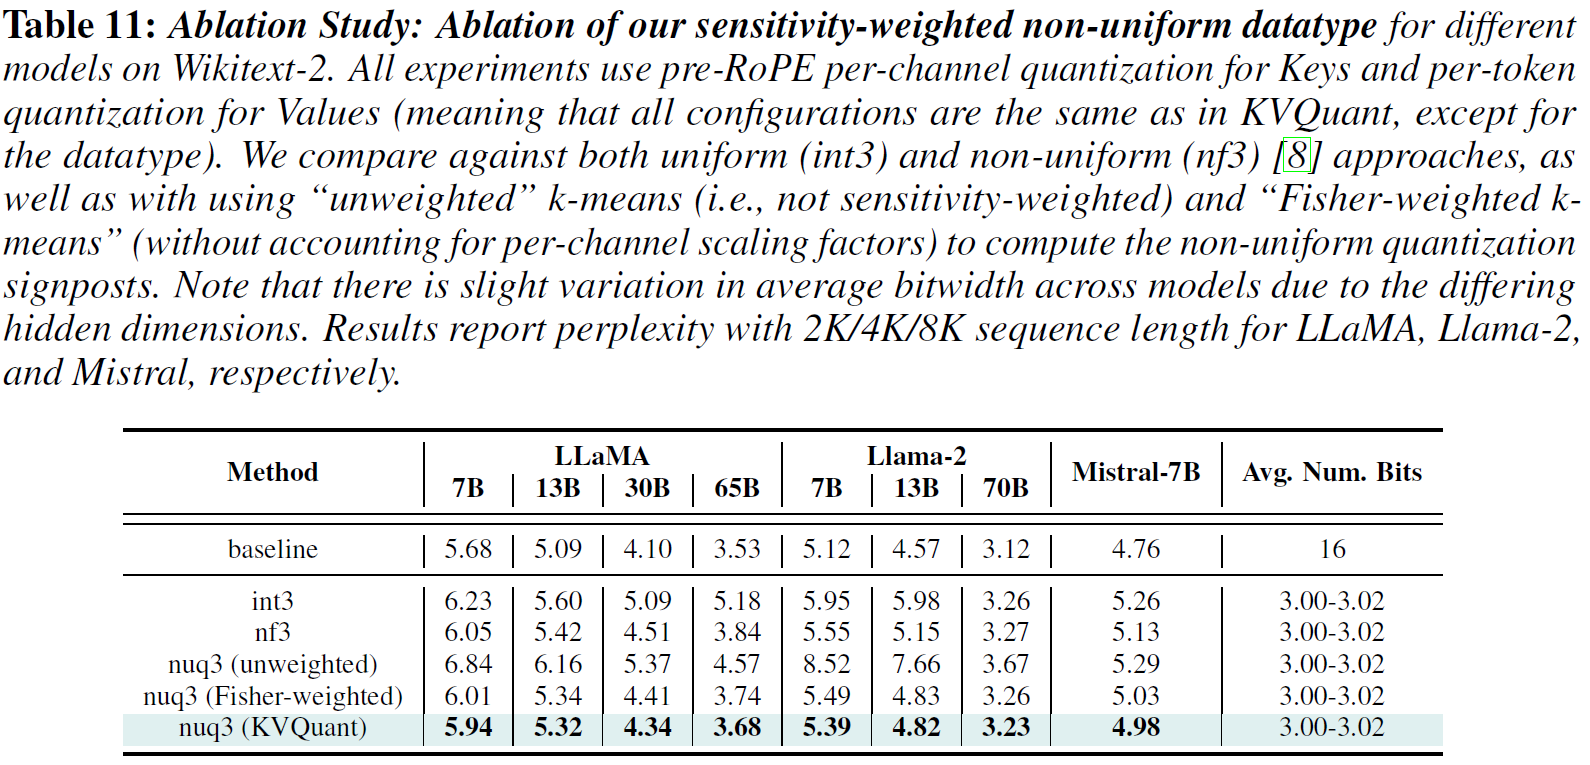 Table 11: Ablation Study: Ablation of our sensitivity-weighted non-uniform datatype for different
models on Wikitext-2. All experiments use pre-RoPE per-channel quantization for Keys and per-token
quantization for Values (meaning that all configurations are the same as in KVQuant, except for
the datatype). We compare against both uniform (int3) and non-uniform (nf3) [8] approaches, as
well as with using “unweighted” k-means (i.e., not sensitivity-weighted) and “Fisher-weighted k-
means” (without accounting for per-channel scaling factors) to compute the non-uniform quantization
signposts. Note that there is slight variation in average bitwidth across models due to the differing
hidden dimensions. Results report perplexity with 2K/4K/8K sequence length for LLaMA, Llama-2,
and Mistral, respectively.
Method LLaMA Llama-2 Mistral-7B Avg. Num. Bits
7B 13B 30B 65B 7B 13B 70B
baseline 5.68 5.09 4.10 3.53 5.12 4.57 3.12 4.76 16
int3 6.23 5.60 5.09 5.18 5.95 5.98 3.26 5.26 3.00-3.02
nf3 6.05 5.42 4.51 3.84 5.55 5.15 3.27 5.13 3.00-3.02
nuq3 (unweighted) 6.84 6.16 5.37 4.57 8.52 7.66 3.67 5.29 3.00-3.02
nuq3 (Fisher-weighted) 6.01 5.34 4.41 3.74 5.49 4.83 3.26 5.03 3.00-3.02
nuq3 (KVQuant) 5.94 5.32 4.34 3.68 5.39 4.82 3.23 4.98 3.00-3.02